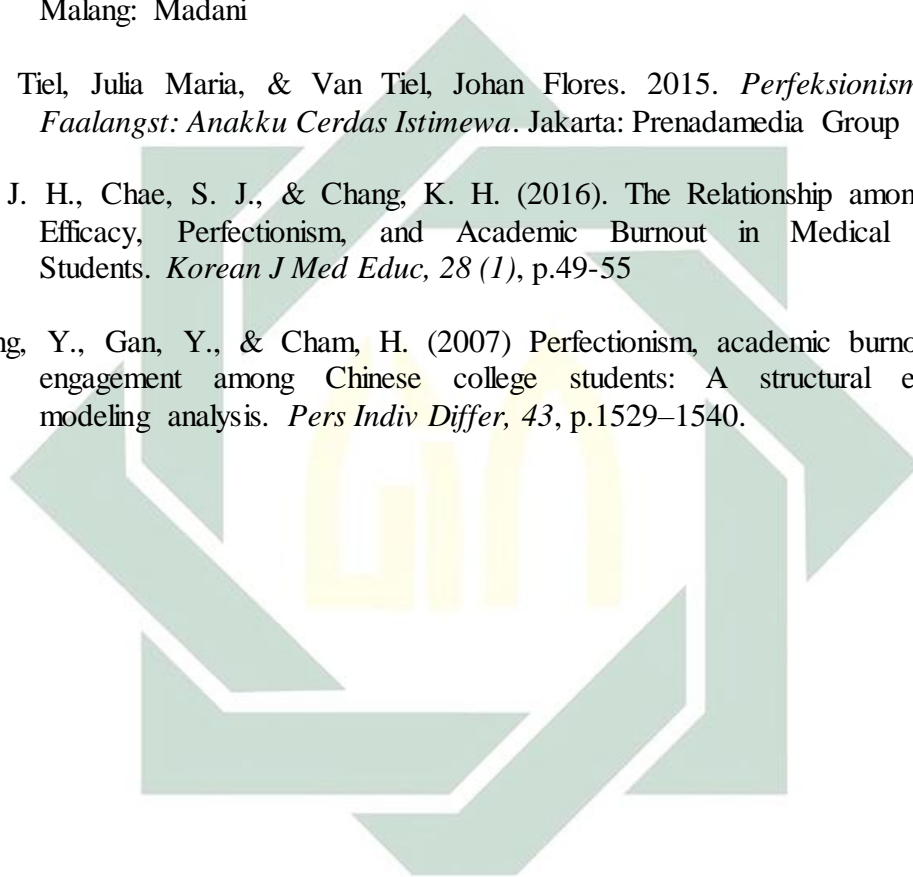 Malang: Madani
Tiel, Julia Maria, & Van Tiel, Johan Flores. 2015. Perfeksionism
Faalangst: Anakku Cerdas Istimewa. Jakarta: Prenadamedia Group
J. H., Chae, S. J., & Chang, K. H. (2016). The Relationship among
Efficacy, Perfectionism, and Academic Burnout in Medical
Students. Korean J Med Educ, 28 (1), p.49-55
ng, Y., Gan, Y., & Cham, H. (2007) Perfectionism, academic burno
engagement among Chinese college students: A structural e
modeling analysis. Pers Indiv Differ, 43, p.1529–1540.